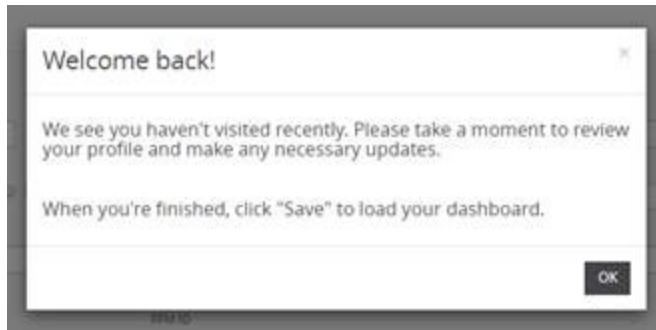 Welcome back!
×
We see you haven't visited recently. Please take a moment to review
your profile and make any necessary updates.
When you're finished, click "Save" to load your dashboard.
OK